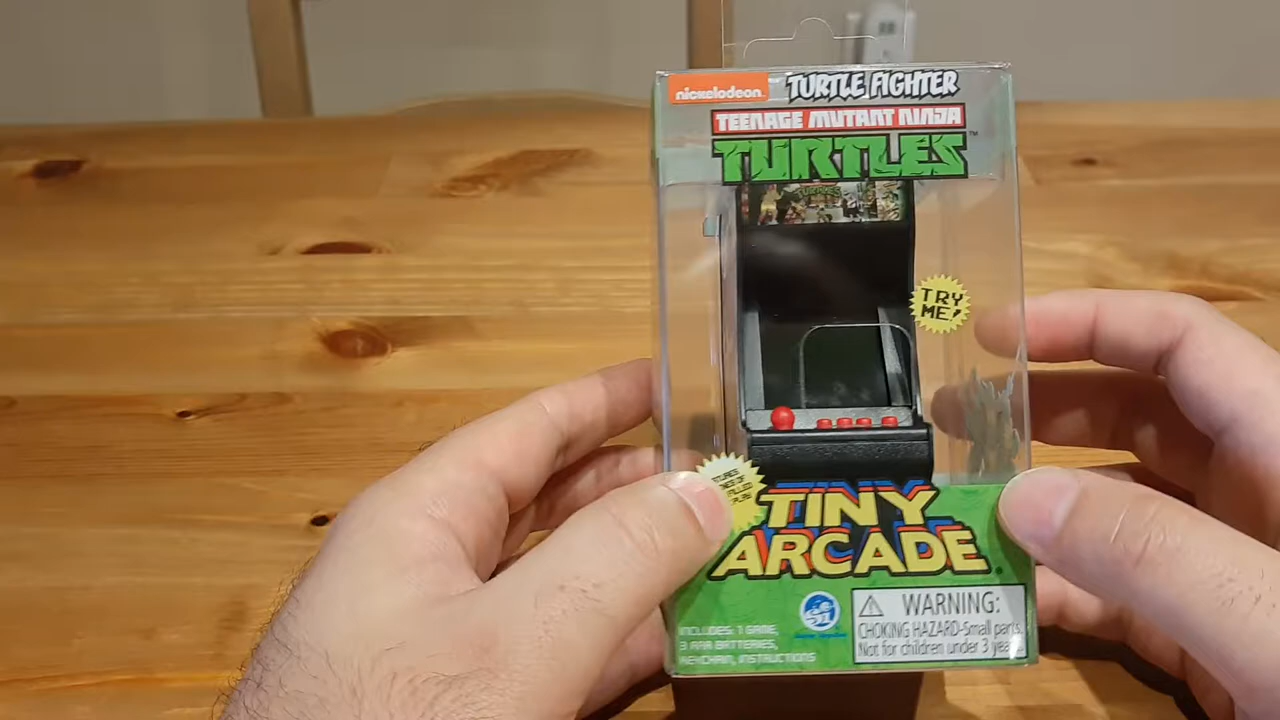 nickelodeon
TURTLE FIGHTER
TEENAGE MUTANT NINJA
TURTLES™
TURTLES
TRY
ME!
TINY
ARCADE®
INCLUDES: 1 GAME,
3 AAA BATTERIES,
KEYCHAIN, INSTRUCTIONS
WARNING:
CHOKING HAZARD-Small parts
Not for children under 3